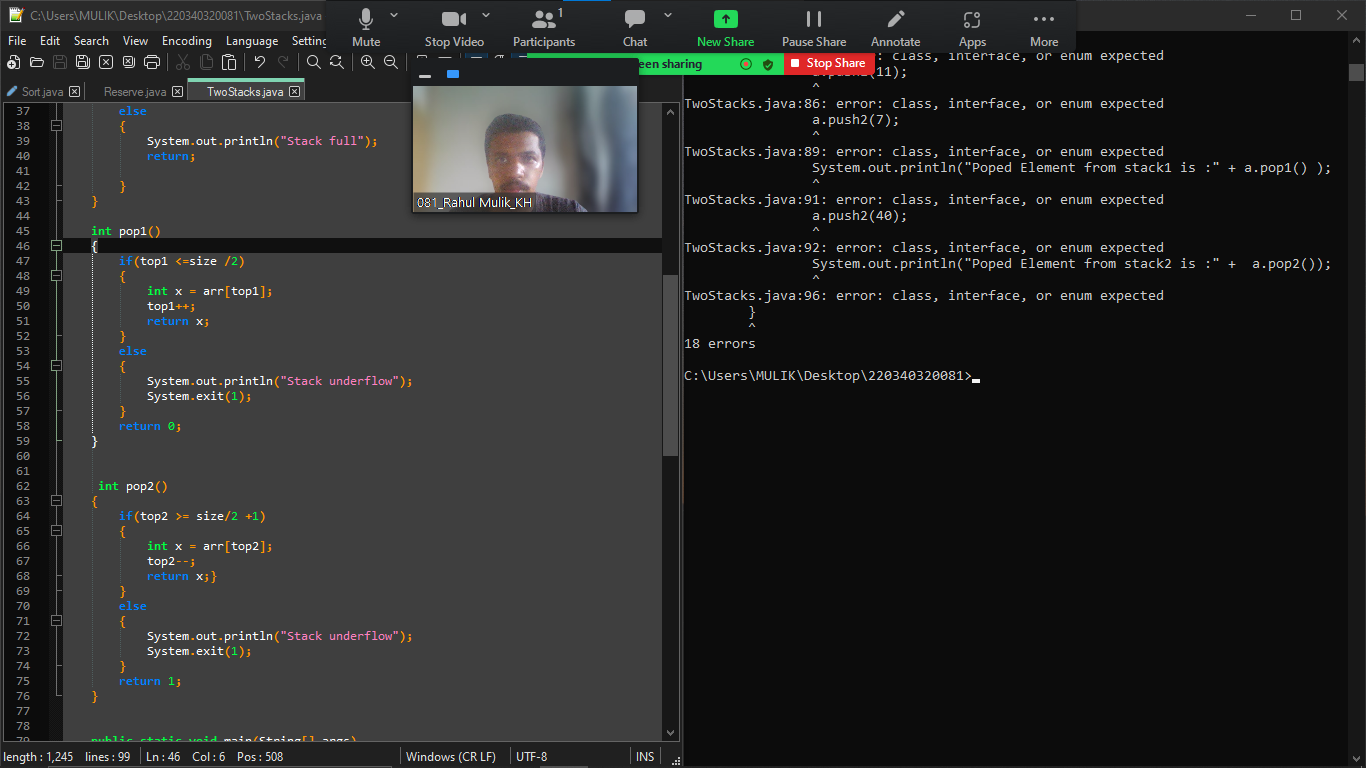 C:\Users\MULIK\Desktop\220340320081\TwoStacks.java
File Edit Search View Encoding Language
Mute
Stop Video
1
Participants
Chat
New Share
Pause Share
Annotate
Apps
More
een sharing
Stop Share
Sort.java
Reserve.java
TwoStacks.java
081_Rahul Mulik_KH
37 else
38 {
39 System.out.println("Stack full");
40 return;
41
42 }
43 }
44
45 int pop1()
46 {
47 if(top1 <=size /2)
48 {
49 int x = arr[top1];
50 top1++;
51 return x;
52 }
53 else
54 {
55 System.out.println("Stack underflow");
56 System.exit(1);
57 }
58 return 0;
59 }
60
61
62 int pop2()
63 {
64 if(top2 >= size/2 +1)
65 {
66 int x = arr[top2];
67 top2--;
68 return x;}
69 }
70 else
71 {
72 System.out.println("Stack underflow");
73 System.exit(1);
74 }
75 return 1;
76 }
77
78
79 public static void main(String[] args)
length : 1,245 lines : 99 Ln : 46 Col : 6 Pos : 508 Windows (CR LF) UTF-8 INS
: error: class, interface, or enum expected
a.push2(11);
^
TwoStacks.java:86: error: class, interface, or enum expected
a.push2(7);
^
TwoStacks.java:89: error: class, interface, or enum expected
System.out.println("Poped Element from stack1 is :" + a.pop1() );
^
TwoStacks.java:91: error: class, interface, or enum expected
a.push2(40);
^
TwoStacks.java:92: error: class, interface, or enum expected
System.out.println("Poped Element from stack2 is :" +  a.pop2());
^
TwoStacks.java:96: error: class, interface, or enum expected
}
^
18 errors
C:\Users\MULIK\Desktop\220340320081>